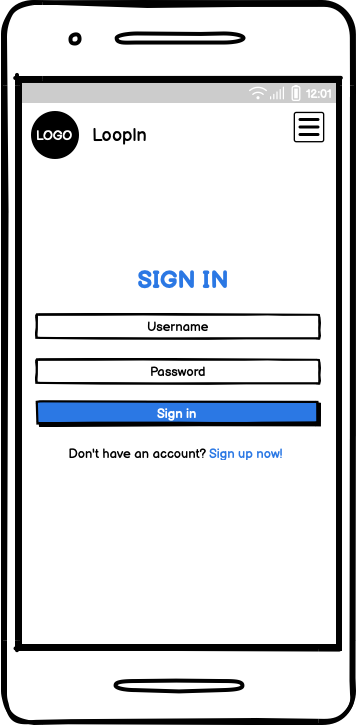 12:01
LOGO LoopIn
SIGN IN
Username
Password
Sign in
Don't have an account? Sign up now!